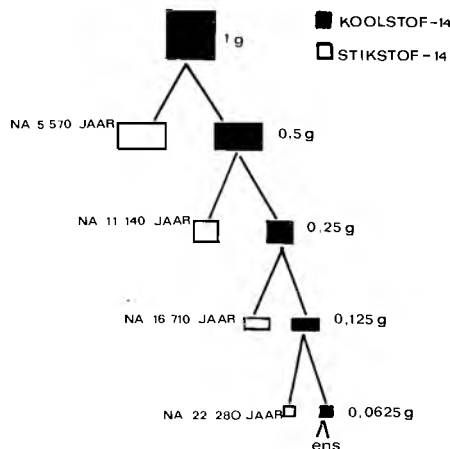 KOOLSTOF-14
1 g
STIKSTOF-14
NA 5 570 JAAR
0,5 g
NA 11 140 JAAR
0,25 g
NA 16 710 JAAR
0,125 g
NA 22 280 JAAR
0,0625 g
ens